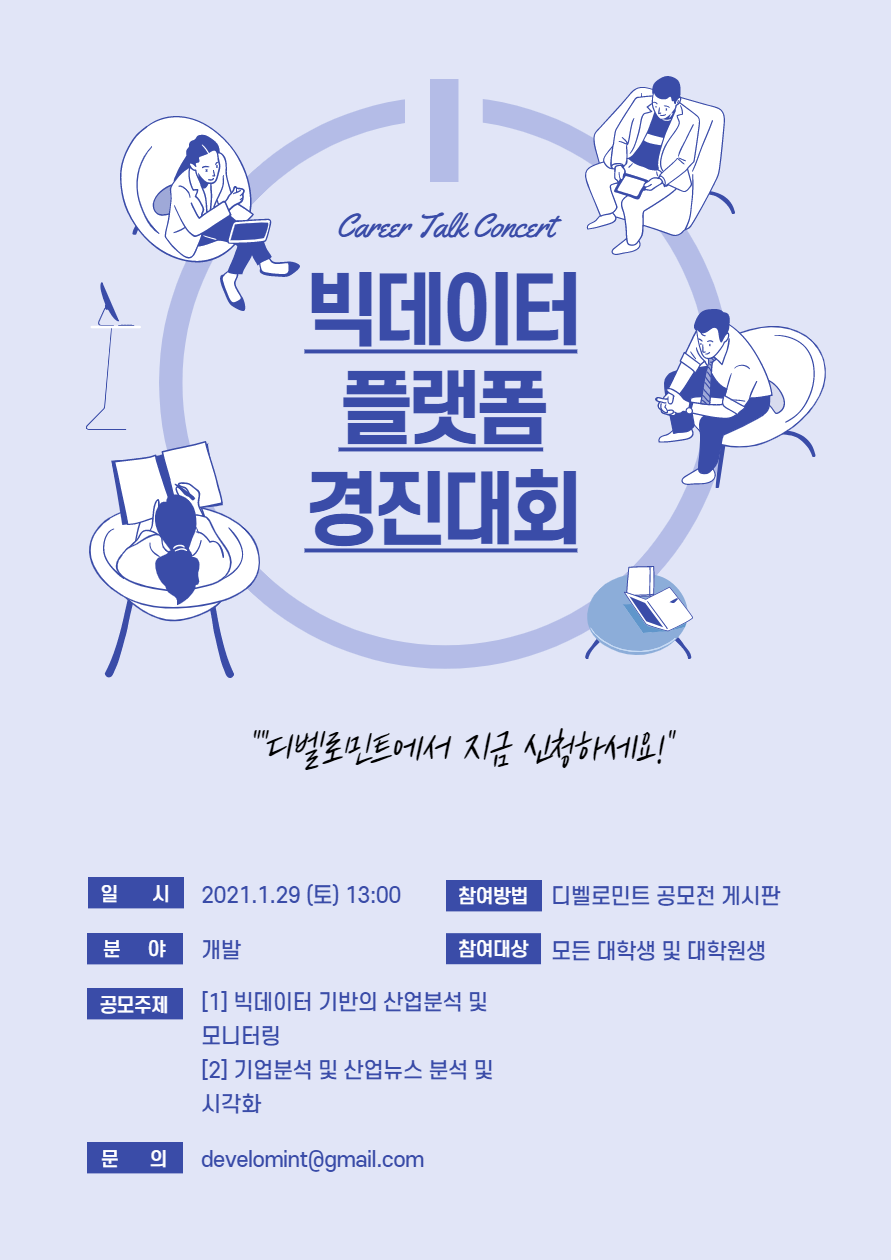 Career Talk Concert
빅데이터
플랫폼
경진대회
""디벨로민트에서 지금 신청하세요!"
일 시 2021.1.29 (토) 13:00
참여방법 디벨로민트 공모전 게시판
분 야 개발
참여대상 모든 대학생 및 대학원생
공모주제 [1] 빅데이터 기반의 산업분석 및
모니터링
[2] 기업분석 및 산업뉴스 분석 및
시각화
문 의 develomint@gmail.com